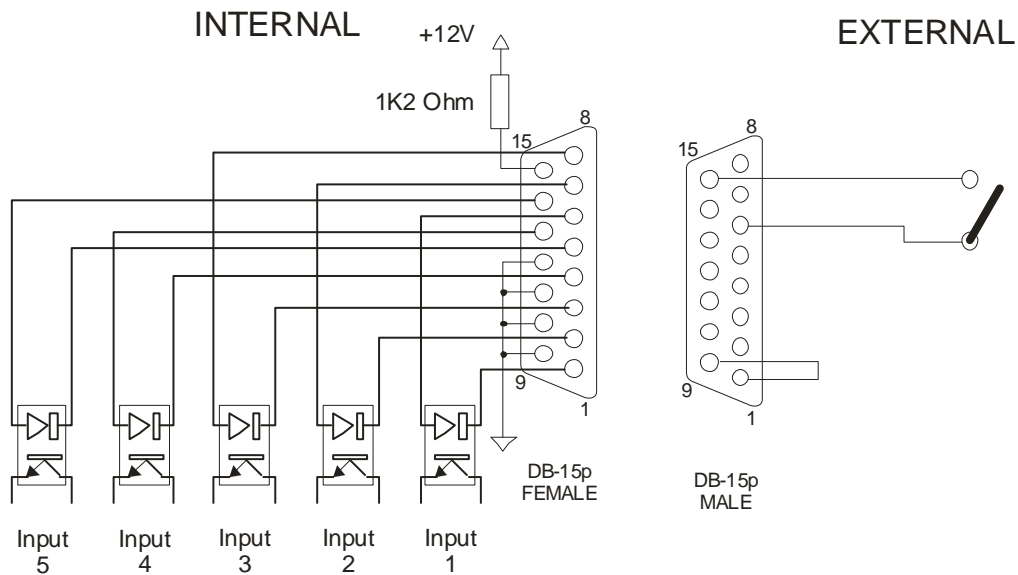 INTERNAL
EXTERNAL
+12V
1K2 Ohm
15
8
15
8
9
1
9
1
DB-15p
FEMALE
DB-15p
MALE
Input
5
Input
4
Input
3
Input
2
Input
1